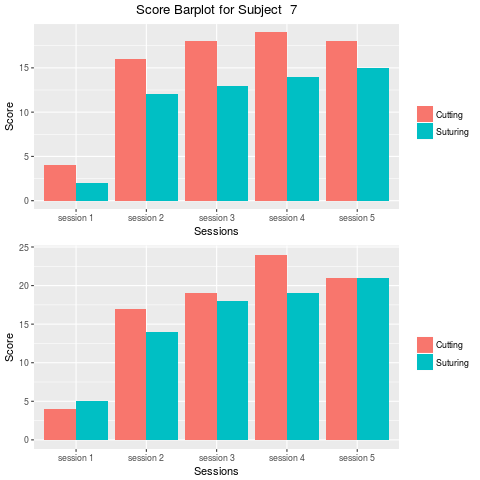 Score Barplot for Subject  7
Score
15
10
5
0
session 1
session 2
session 3
session 4
session 5
Sessions
Cutting
Suturing
Score
25
20
15
10
5
0
session 1
session 2
session 3
session 4
session 5
Sessions
Cutting
Suturing